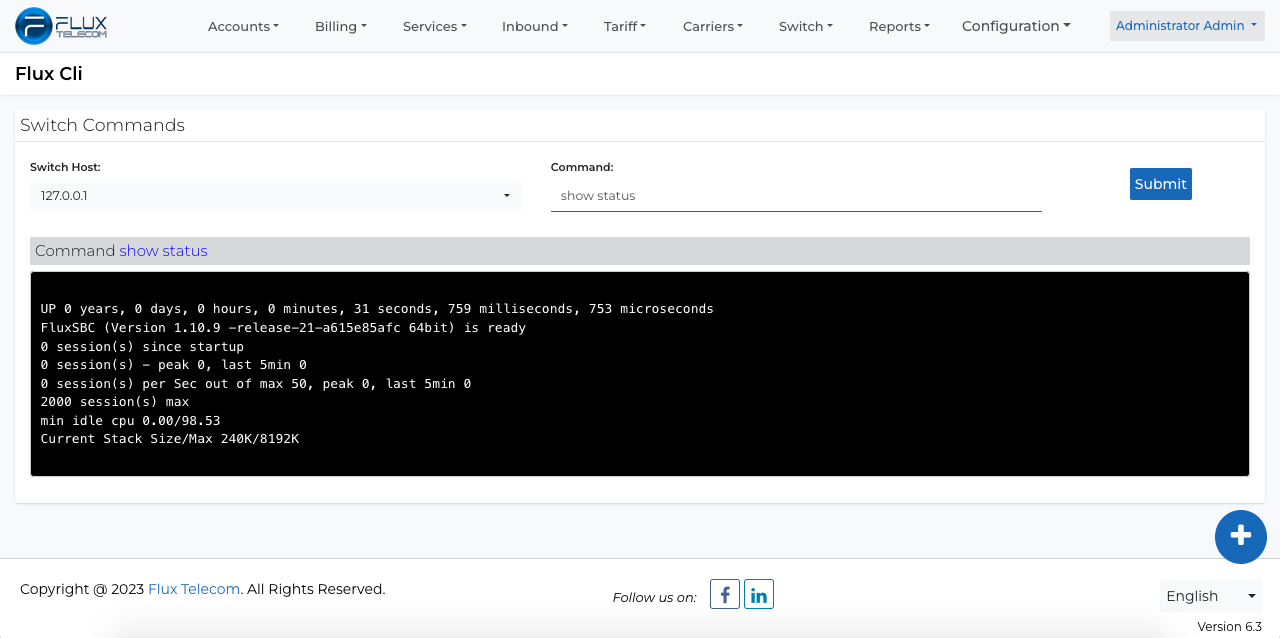 FLUX
TELECOM
Accounts Billing Services Inbound Tariff Carriers Switch Reports Configuration Administrator Admin
Flux Cli
Switch Commands
Switch Host: Command:
127.0.0.1 show status Submit
Command show status
UP 0 years, 0 days, 0 hours, 0 minutes, 31 seconds, 759 milliseconds, 753 microseconds
FluxSBC (Version 1.10.9 -release-21-a615e85afc 64bit) is ready
0 session(s) since startup
0 session(s) - peak 0, last 5min 0
0 session(s) per Sec out of max 50, peak 0, last 5min 0
2000 session(s) max
min idle cpu 0.00/98.53
Current Stack Size/Max 240K/8192K
Copyright @ 2023 Flux Telecom. All Rights Reserved. Follow us on: f in English
Version 6.3